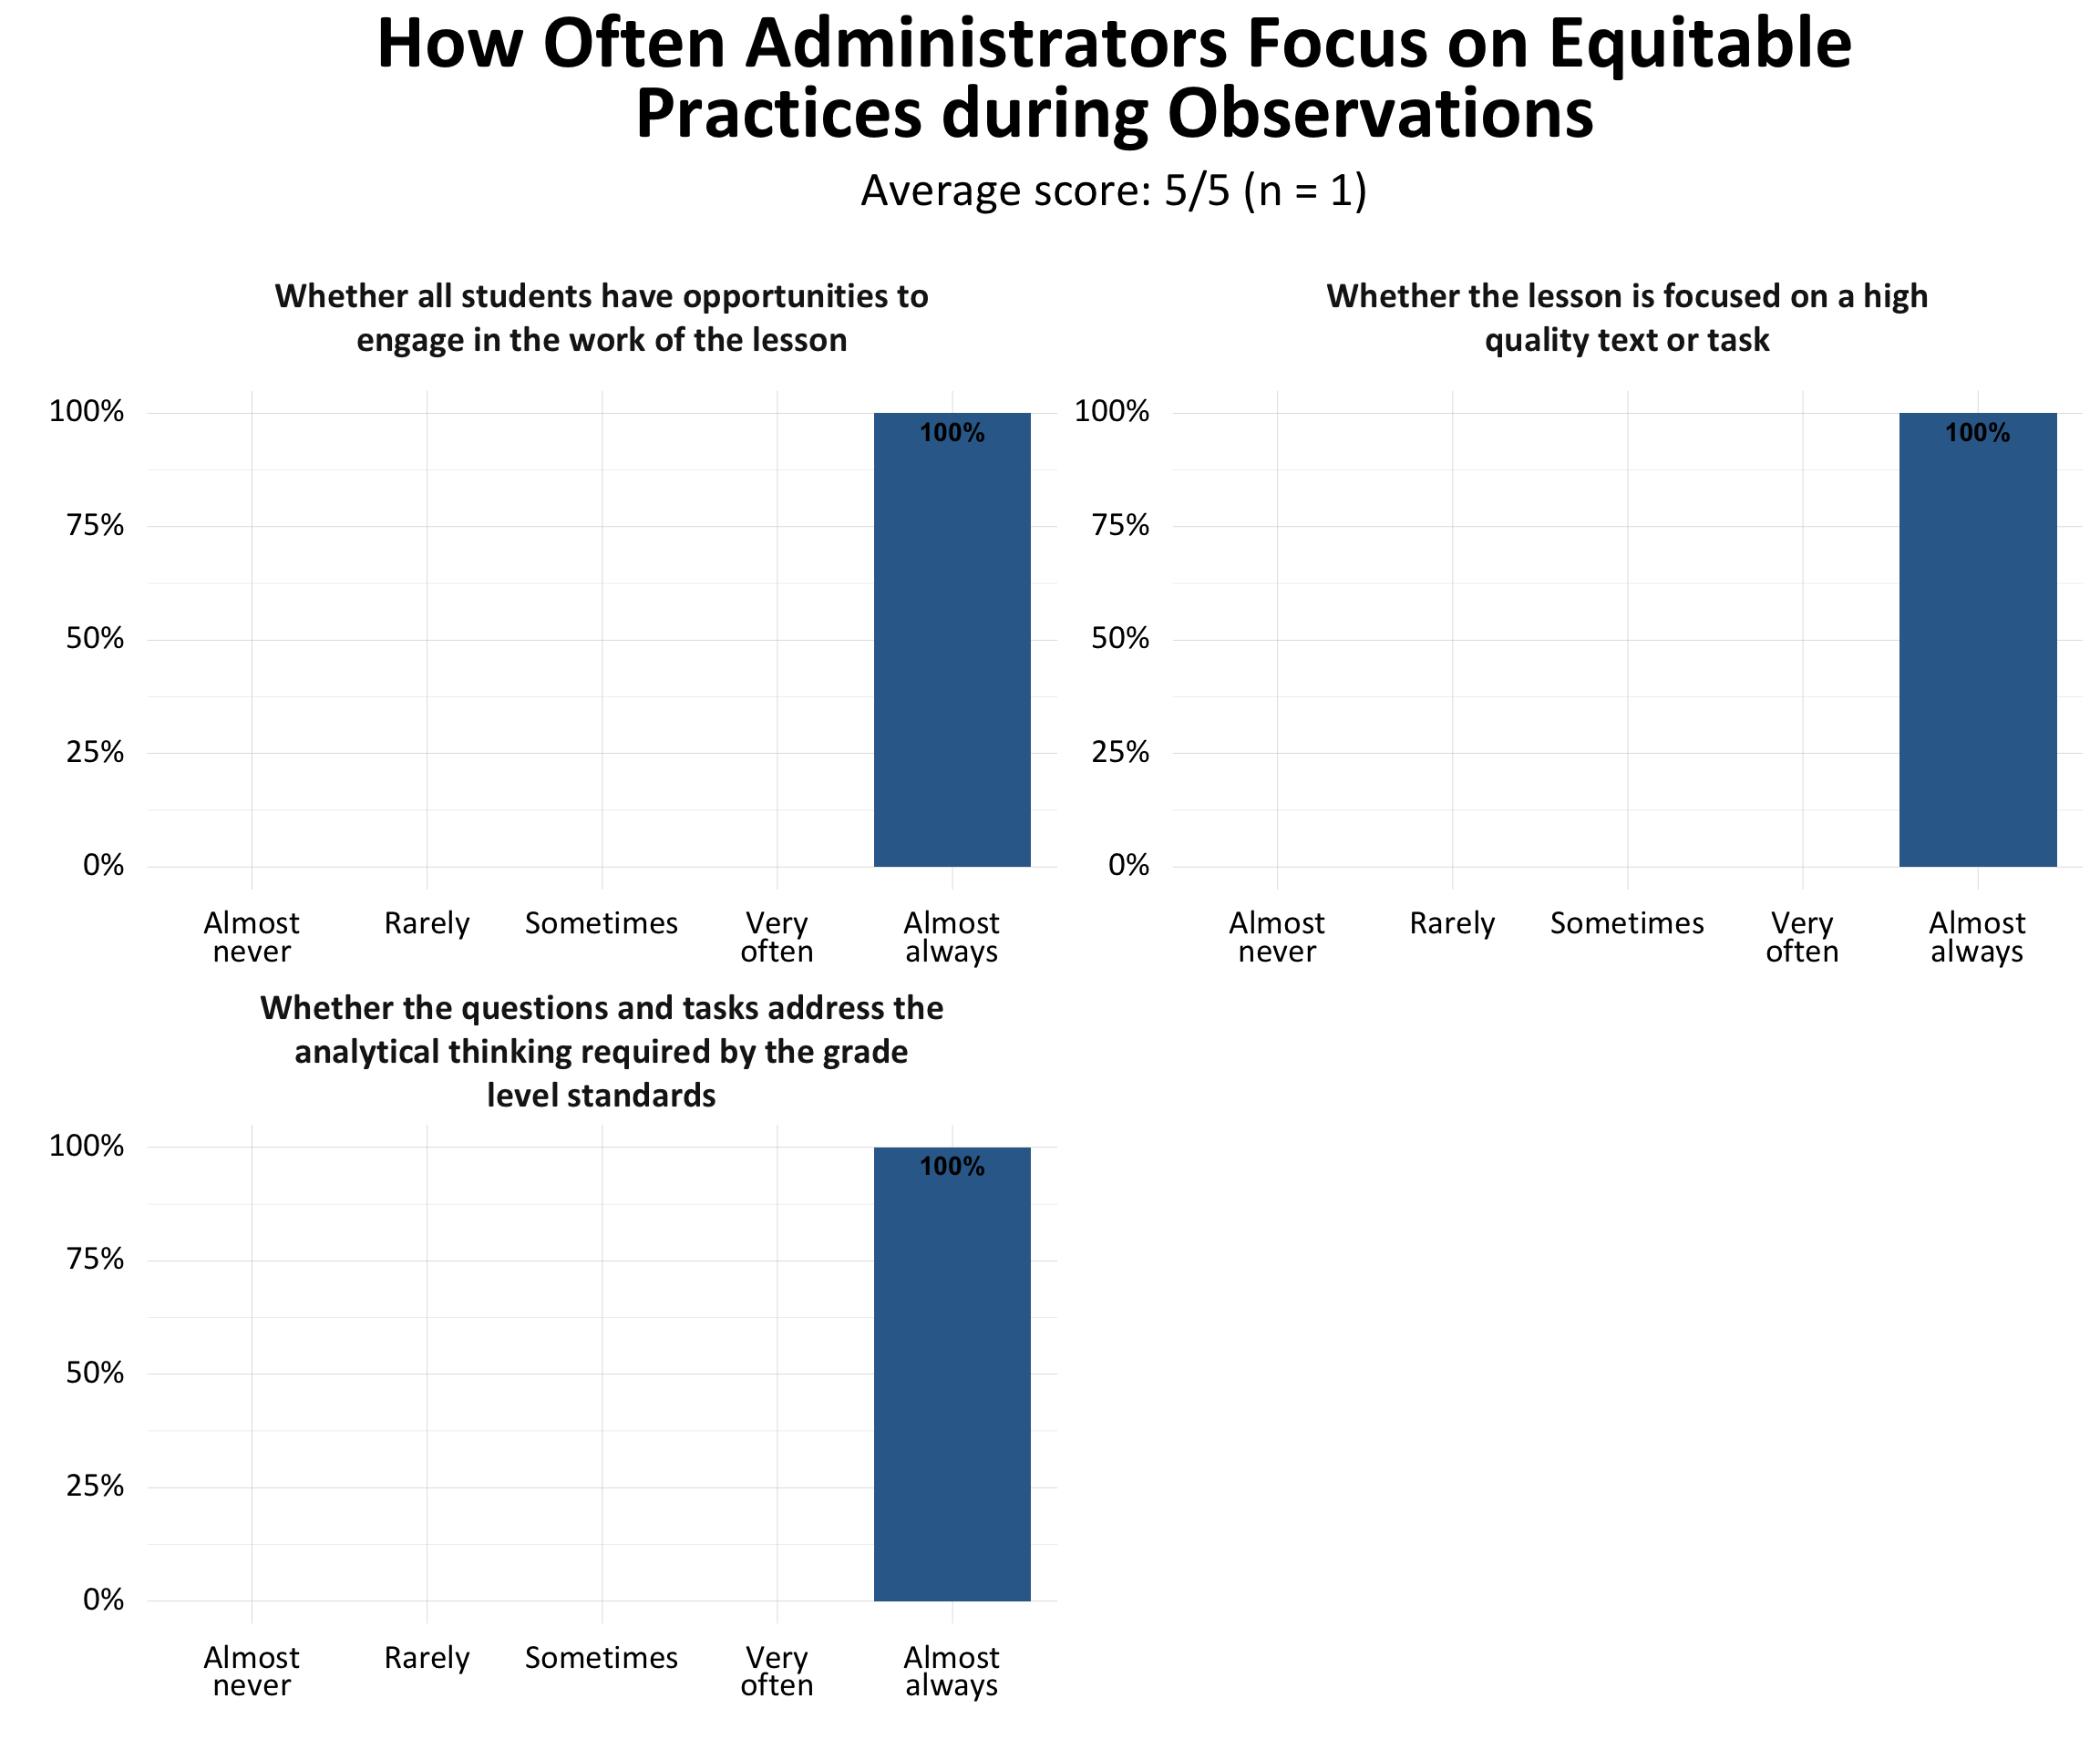 How Often Administrators Focus on Equitable
Practices during Observations
Average score: 5/5 (n = 1)
Whether all students have opportunities to
engage in the work of the lesson
100%
100%
75%
50%
25%
0%
Almost
never
Rarely
Sometimes
Very
often
Almost
always
Whether the lesson is focused on a high
quality text or task
100%
100%
75%
50%
25%
0%
Almost
never
Rarely
Sometimes
Very
often
Almost
always
Whether the questions and tasks address the
analytical thinking required by the grade
level standards
100%
100%
75%
50%
25%
0%
Almost
never
Rarely
Sometimes
Very
often
Almost
always